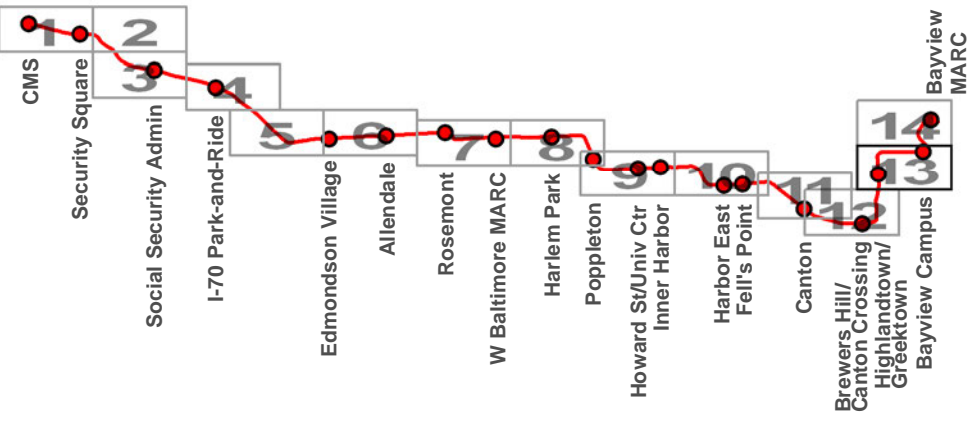 1
2
3
4
5
6
7
8
9
10
11
12
13
14
CMS
Security Square
Social Security Admin
I-70 Park-and-Ride
Edmondson Village
Allendale
Rosemont
W Baltimore MARC
Harlem Park
Poppleton
Howard St/Univ Ctr
Inner Harbor
Harbor East
Fell's Point
Canton
Brewers Hill/
Canton Crossing
Highlandtown/
Greektown
Bayview Campus
Bayview
MARC